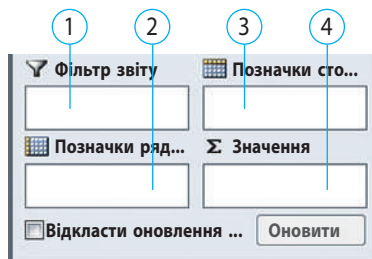 1 2 3 4
Фільтр звіту Позначки сто...
Позначки ряд... Σ Значення
Відкласти оновлення ... Оновити